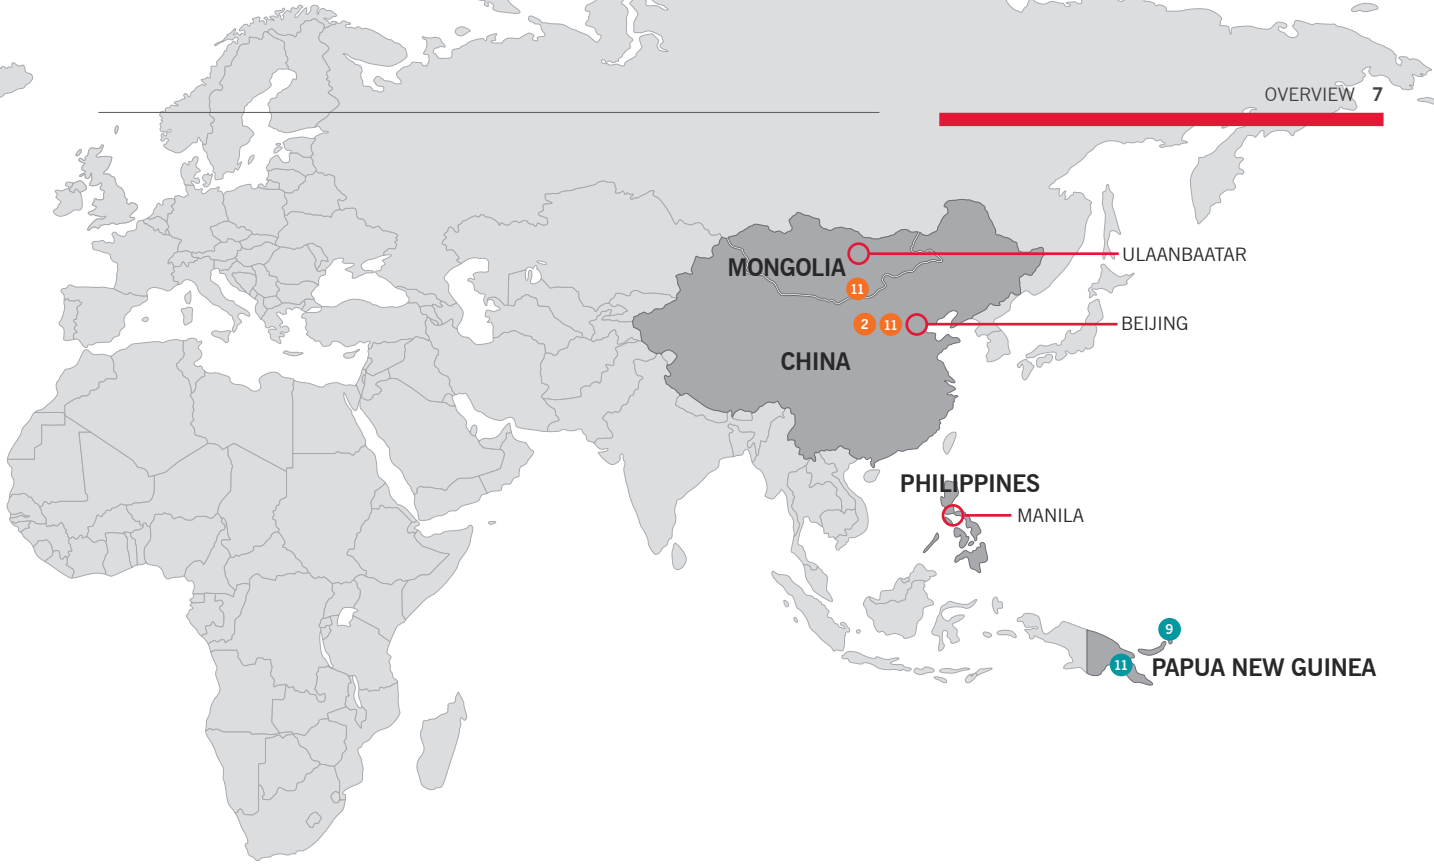 OVERVIEW 7
ULAANBAATAR
MONGOLIA
11
2 11
BEIJING
CHINA
PHILIPPINES
MANILA
9
11
PAPUA NEW GUINEA